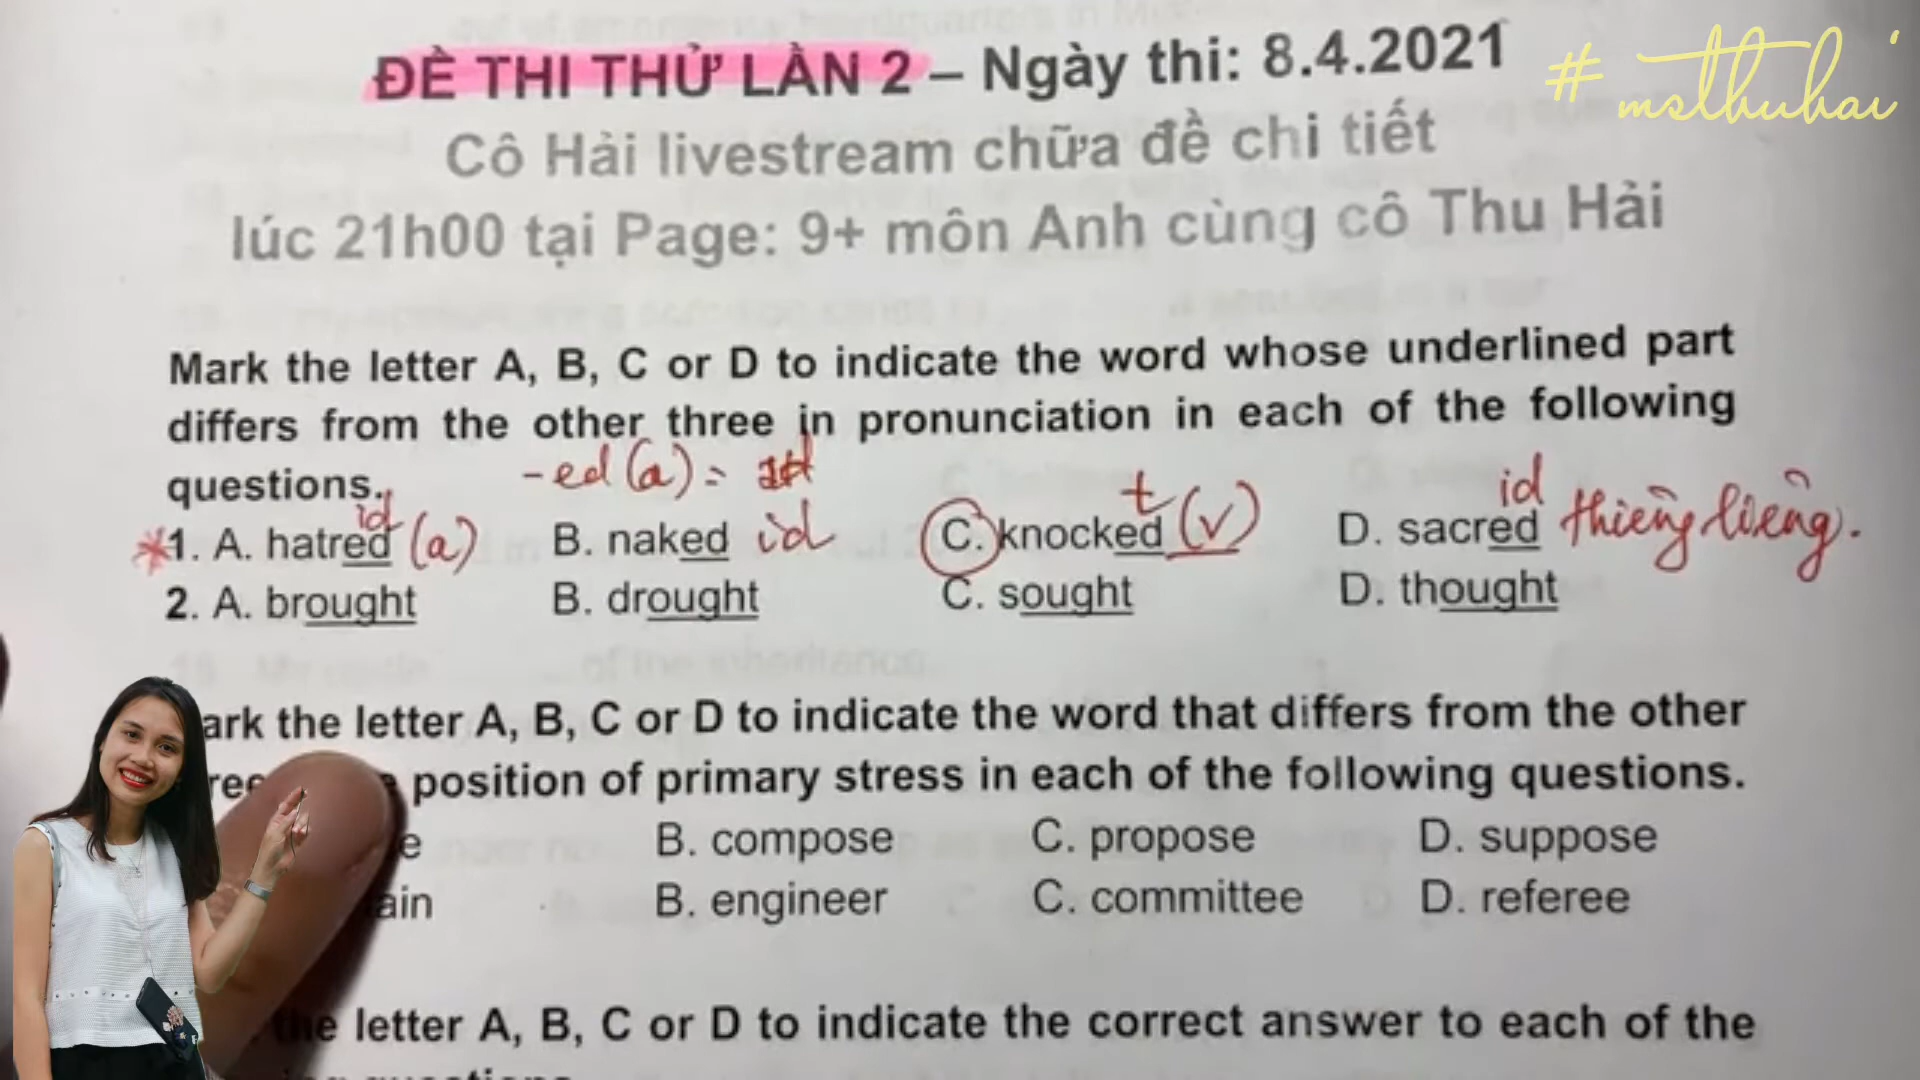 ĐỀ THI THỬ LẦN 2 – Ngày thi: 8.4.2021
# msthuhai
Cô Hải livestream chữa đề chi tiết
lúc 21h00 tại Page: 9+ môn Anh cùng cô Thu Hải
Mark the letter A, B, C or D to indicate the word whose underlined part
differs from the other three in pronunciation in each of the following
questions.
-ed (a) = id
id t id
*1. A. hatred (a) B. naked id C. knocked (v) D. sacred thiêng liêng.
2. A. brought B. drought C. sought D. thought
ark the letter A, B, C or D to indicate the word that differs from the other
ree position of primary stress in each of the following questions.
e B. compose C. propose D. suppose
ain B. engineer C. committee D. referee
the letter A, B, C or D to indicate the correct answer to each of the